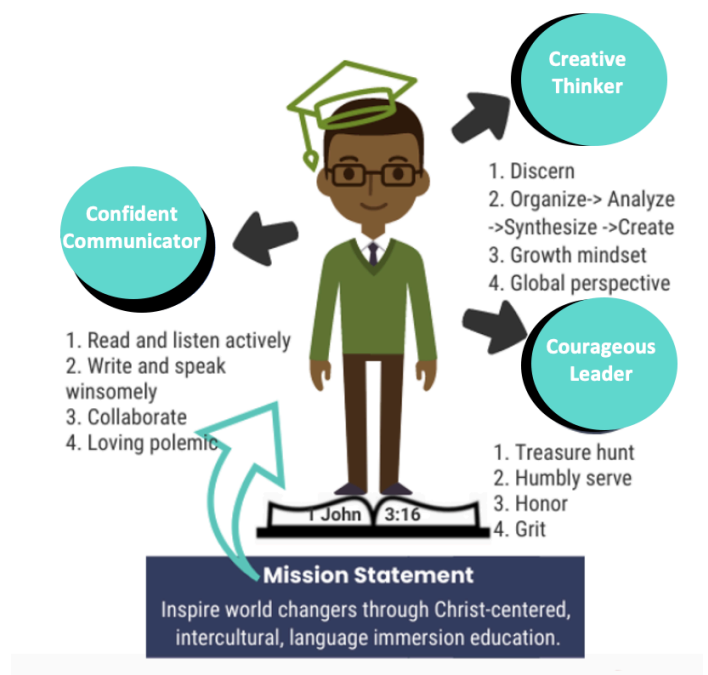 Creative
Thinker
1. Discern
2. Organize-> Analyze
->Synthesize ->Create
3. Growth mindset
4. Global perspective
Confident
Communicator
1. Read and listen actively
2. Write and speak
winsomely
3. Collaborate
4. Loving polemic
Courageous
Leader
1. Treasure hunt
2. Humbly serve
3. Honor
4. Grit
1 John 3:16
Mission Statement
Inspire world changers through Christ-centered,
intercultural, language immersion education.